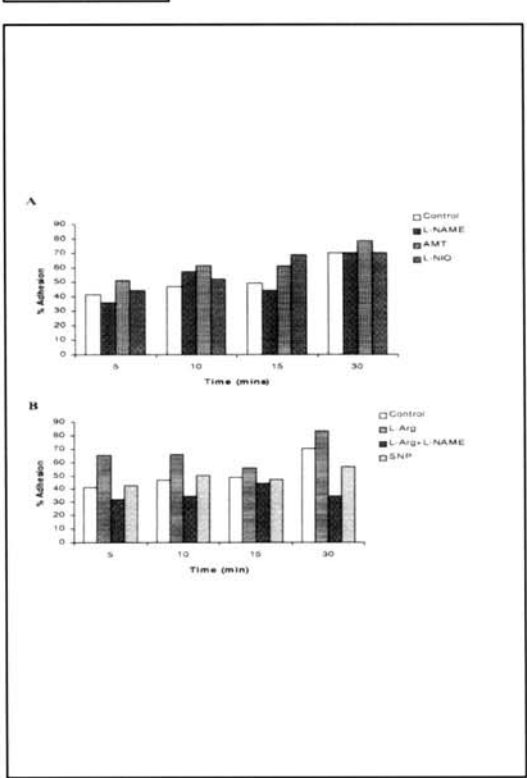 A
Control
L-NAME
AMT
L-NIO
90
80
70
60
50
40
30
20
10
0
% Adhesion
5 10 15 30
Time (mins)
B
Control
L-Arg
L-Arg+L-NAME
SNP
90
80
70
60
50
40
30
20
10
0
% Adhesion
5 10 15 30
Time (min)